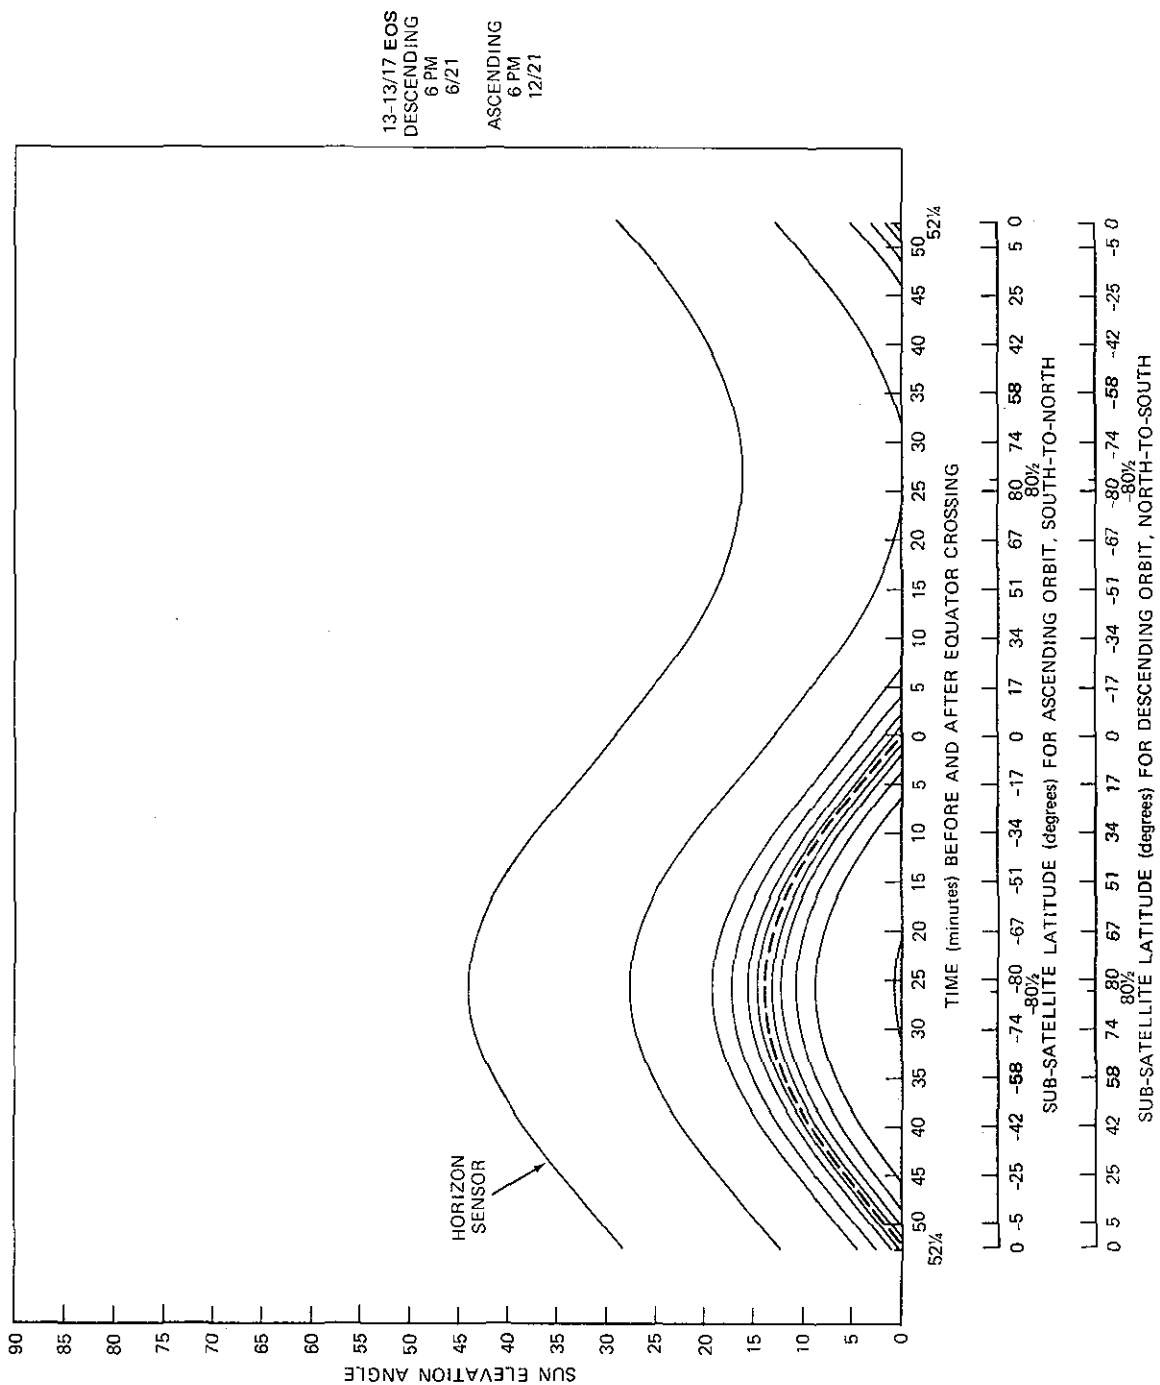 13-13/17 EOS
DESCENDING
6 PM
6/21
ASCENDING
6 PM
12/21
SUN ELEVATION ANGLE
90
85
80
75
70
65
60
55
50
45
40
35
30
25
20
15
10
5
0
HORIZON
SENSOR
52¼ 50 45 40 35 30 25 20 15 10 5 0 5 10 15 20 25 30 35 40 45 50 52¼
TIME (minutes) BEFORE AND AFTER EQUATOR CROSSING
0 -5 -25 -42 -58 -74 -80 -67 -51 -34 -17 0 17 34 51 67 80 74 58 42 25 5 0
-80½ 80½
SUB-SATELLITE LATITUDE (degrees) FOR ASCENDING ORBIT, SOUTH-TO-NORTH
0 5 25 42 58 74 80 67 51 34 17 0 -17 -34 -51 -67 -80 -74 -58 -42 -25 -5 0
80½ -80½
SUB-SATELLITE LATITUDE (degrees) FOR DESCENDING ORBIT, NORTH-TO-SOUTH